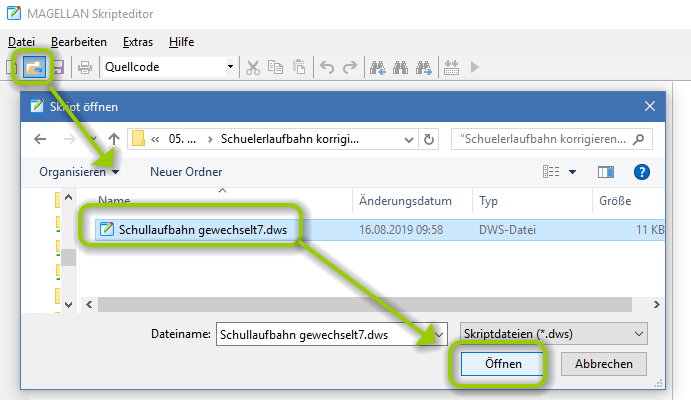 MAGELLAN Skripteditor
Datei Bearbeiten Extras Hilfe
Quellcode
Skript öffnen
« 05. ... Schuelerlaufbahn korrigi... "Schuelerlaufbahn korrigieren...
Organisieren Neuer Ordner
Name Änderungsdatum Typ Größe
Schullaufbahn gewechselt7.dws 16.08.2019 09:58 DWS-Datei 11 KB
Dateiname: Schullaufbahn gewechselt7.dws Skriptdateien (*.dws)
Öffnen Abbrechen